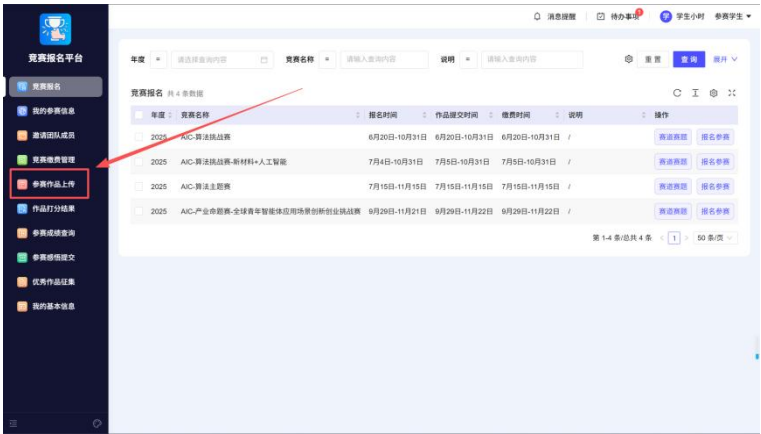 消息提醒 待办事项 学 学生小时 参赛学生
竞赛报名平台
竞赛报名
我的参赛信息
邀请团队成员
竞赛缴费管理
参赛作品上传
作品打分结果
参赛成绩查询
参赛感悟提交
优秀作品征集
我的基本信息
年度 = 请选择查询内容 竞赛名称 = 请输入查询内容 说明 = 请输入查询内容 重置 查询 展开
竞赛报名 共 4 条数据
年度 竞赛名称 报名时间 作品提交时间 缴费时间 说明 操作
2025 AIC-算法挑战赛 6月20日-10月31日 6月20日-10月31日 6月20日-10月31日 / 赛道赛题 报名参赛
2025 AIC-算法挑战赛-新材料+人工智能 7月4日-10月31日 7月5日-10月31日 7月5日-10月31日 / 赛道赛题 报名参赛
2025 AIC-算法主题赛 7月15日-11月15日 7月15日-11月15日 7月15日-11月15日 / 赛道赛题 报名参赛
2025 AIC-产业命题赛-全球青年智能体应用场景创新创业挑战赛 9月29日-11月21日 9月29日-11月22日 9月29日-11月22日 / 赛道赛题 报名参赛
第 1-4 条/总共 4 条 < 1 > 50 条/页